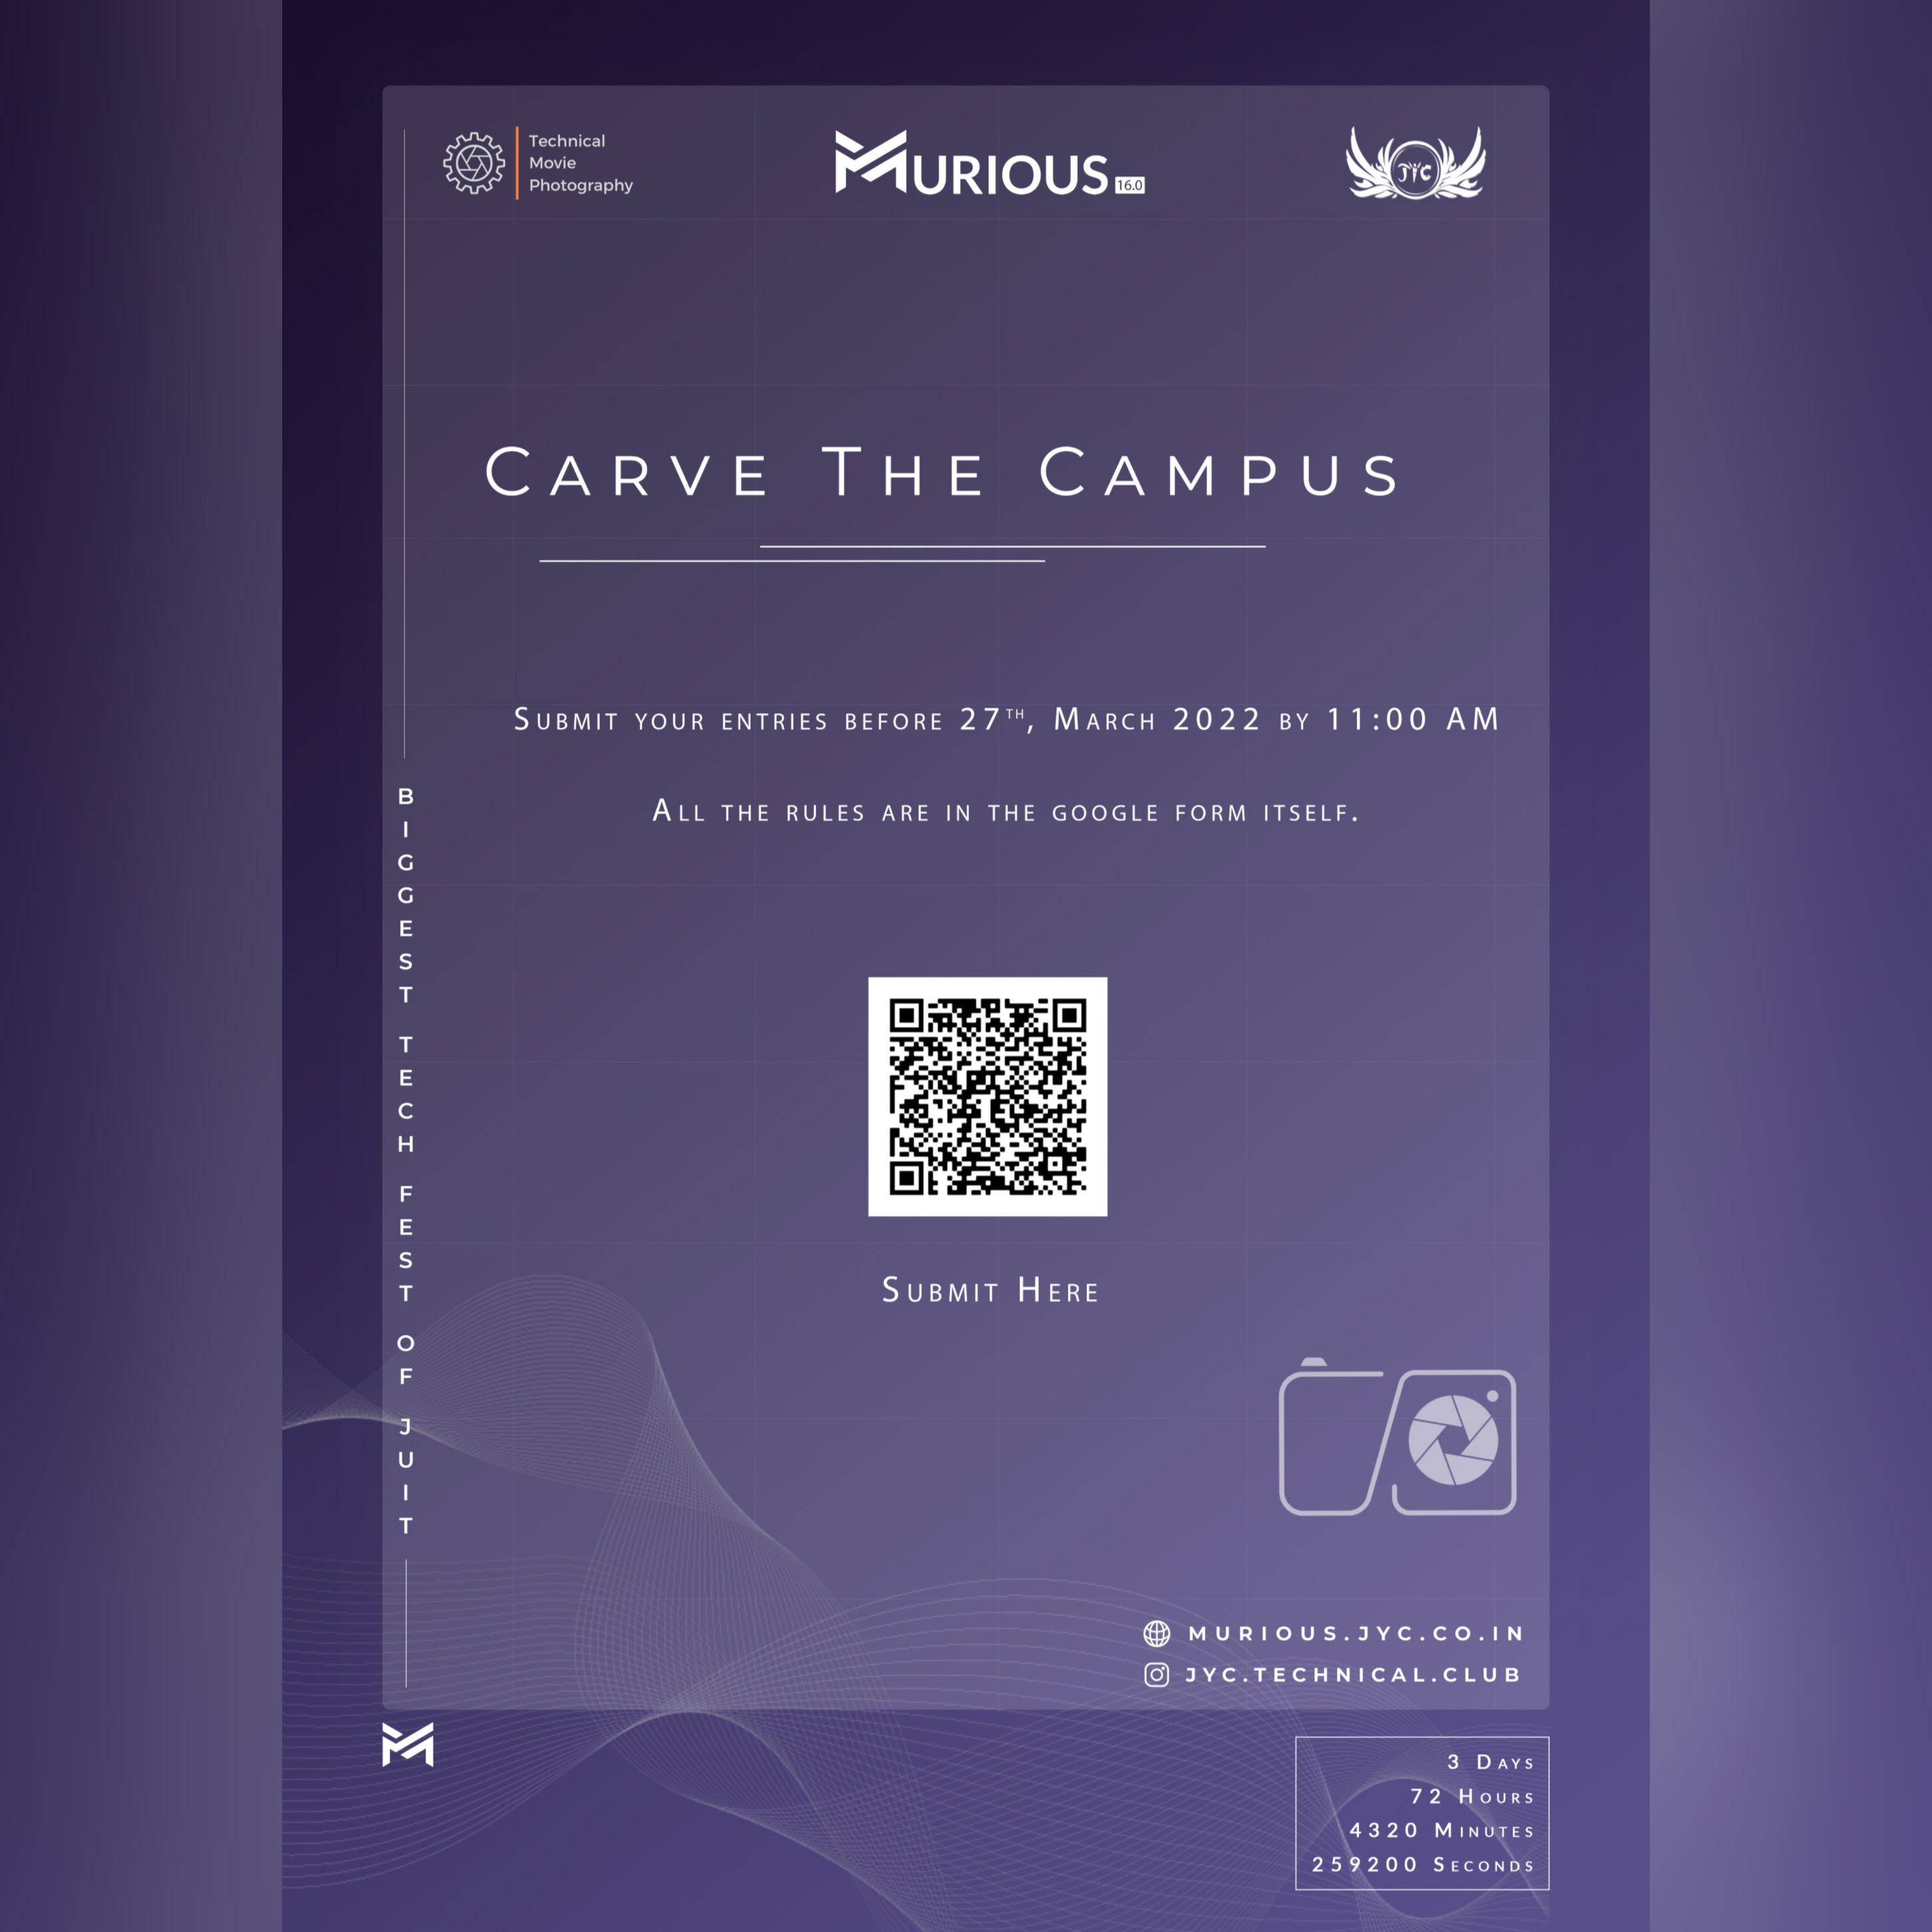 Technical
Movie
Photography
MURIOUS 16.0
JYC
CARVE THE CAMPUS
SUBMIT YOUR ENTRIES BEFORE 27TH, MARCH 2022 BY 11:00 AM
ALL THE RULES ARE IN THE GOOGLE FORM ITSELF.
BIGGEST TECH FEST OF JUIT
SUBMIT HERE
MURIOUS.JYC.CO.IN
JYC.TECHNICAL.CLUB
3 DAYS
72 HOURS
4320 MINUTES
259200 SECONDS